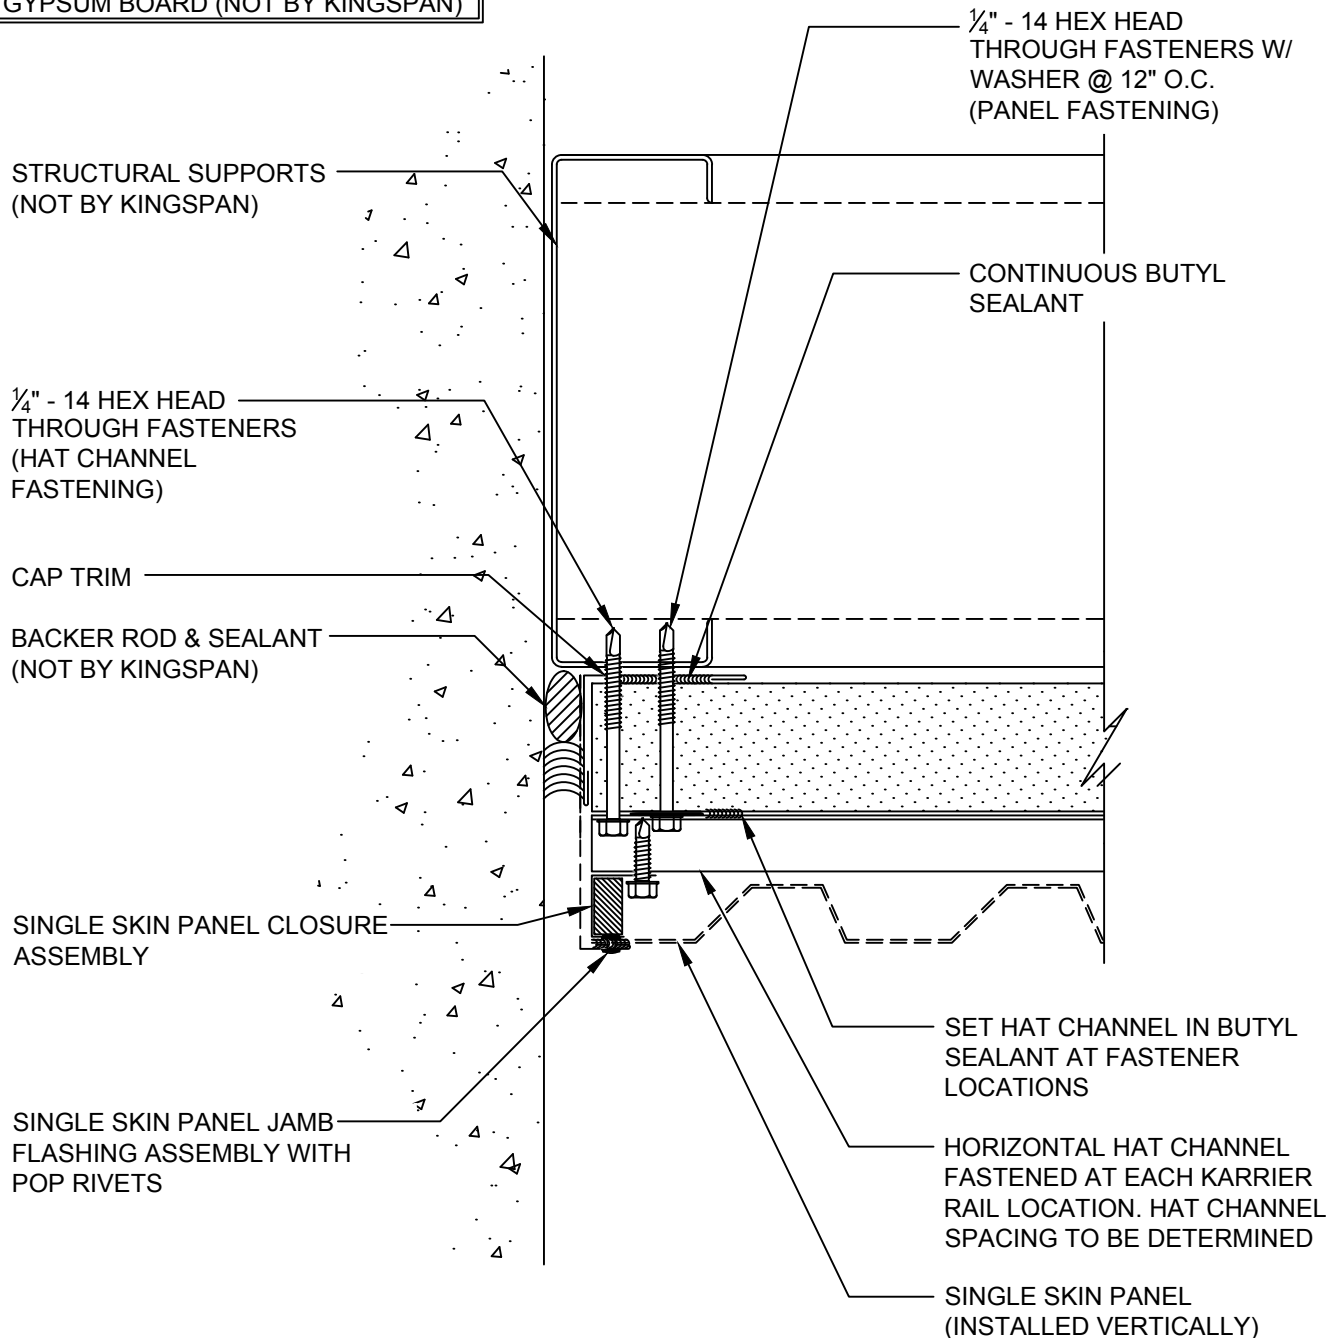 GYPSUM BOARD (NOT BY KINGSPAN)
¼" - 14 HEX HEAD
THROUGH FASTENERS W/
WASHER @ 12" O.C.
(PANEL FASTENING)
STRUCTURAL SUPPORTS
(NOT BY KINGSPAN)
CONTINUOUS BUTYL
SEALANT
¼" - 14 HEX HEAD
THROUGH FASTENERS
(HAT CHANNEL
FASTENING)
CAP TRIM
BACKER ROD & SEALANT
(NOT BY KINGSPAN)
SINGLE SKIN PANEL CLOSURE
ASSEMBLY
SET HAT CHANNEL IN BUTYL
SEALANT AT FASTENER
LOCATIONS
SINGLE SKIN PANEL JAMB
FLASHING ASSEMBLY WITH
POP RIVETS
HORIZONTAL HAT CHANNEL
FASTENED AT EACH KARRIER
RAIL LOCATION. HAT CHANNEL
SPACING TO BE DETERMINED
SINGLE SKIN PANEL
(INSTALLED VERTICALLY)